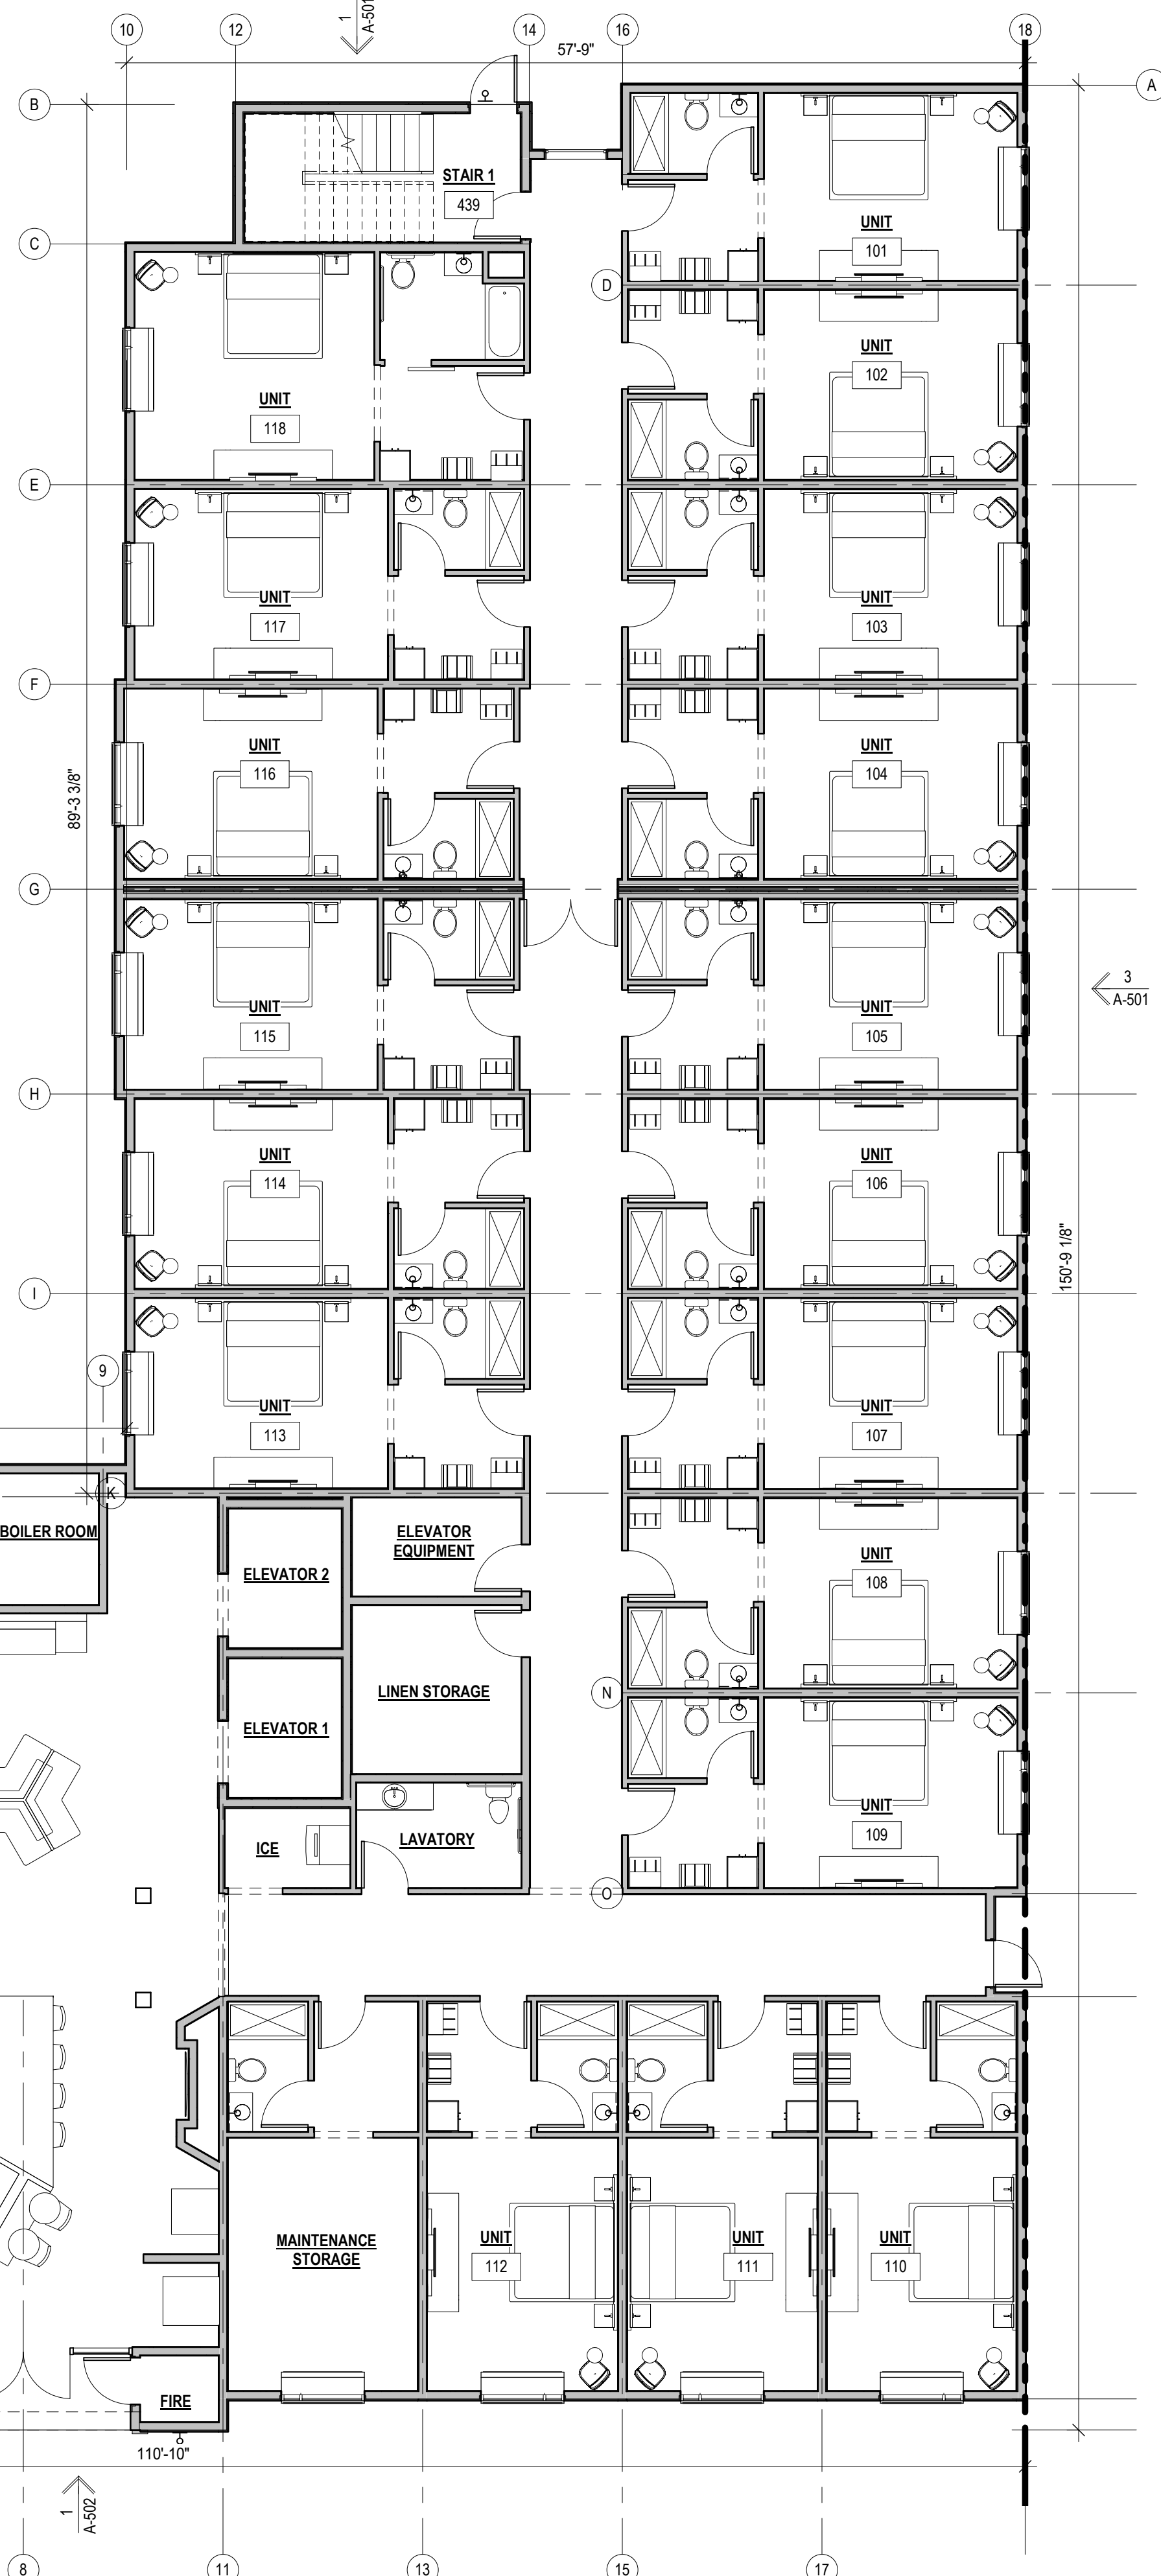 1
A-501
10
12
14
16
18
57'-9"
A
B
STAIR 1
439
C
UNIT
101
D
UNIT
102
UNIT
118
E
UNIT
117
UNIT
103
F
UNIT
116
UNIT
104
89'-3 3/8"
G
3
A-501
UNIT
115
UNIT
105
H
UNIT
114
UNIT
106
150'-9 1/8"
I
9
UNIT
113
UNIT
107
K
BOILER ROOM
ELEVATOR
EQUIPMENT
ELEVATOR 2
UNIT
108
LINEN STORAGE
N
ELEVATOR 1
UNIT
109
ICE
LAVATORY
O
MAINTENANCE
STORAGE
UNIT
112
UNIT
111
UNIT
110
FIRE
110'-10"
1
A-502
8
11
13
15
17